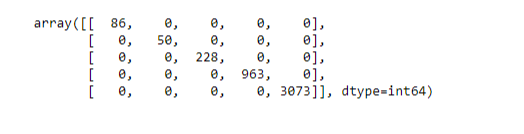 array([[ 86, 0, 0, 0, 0],
[ 0, 50, 0, 0, 0],
[ 0, 0, 228, 0, 0],
[ 0, 0, 0, 963, 0],
[ 0, 0, 0, 0, 3073]], dtype=int64)